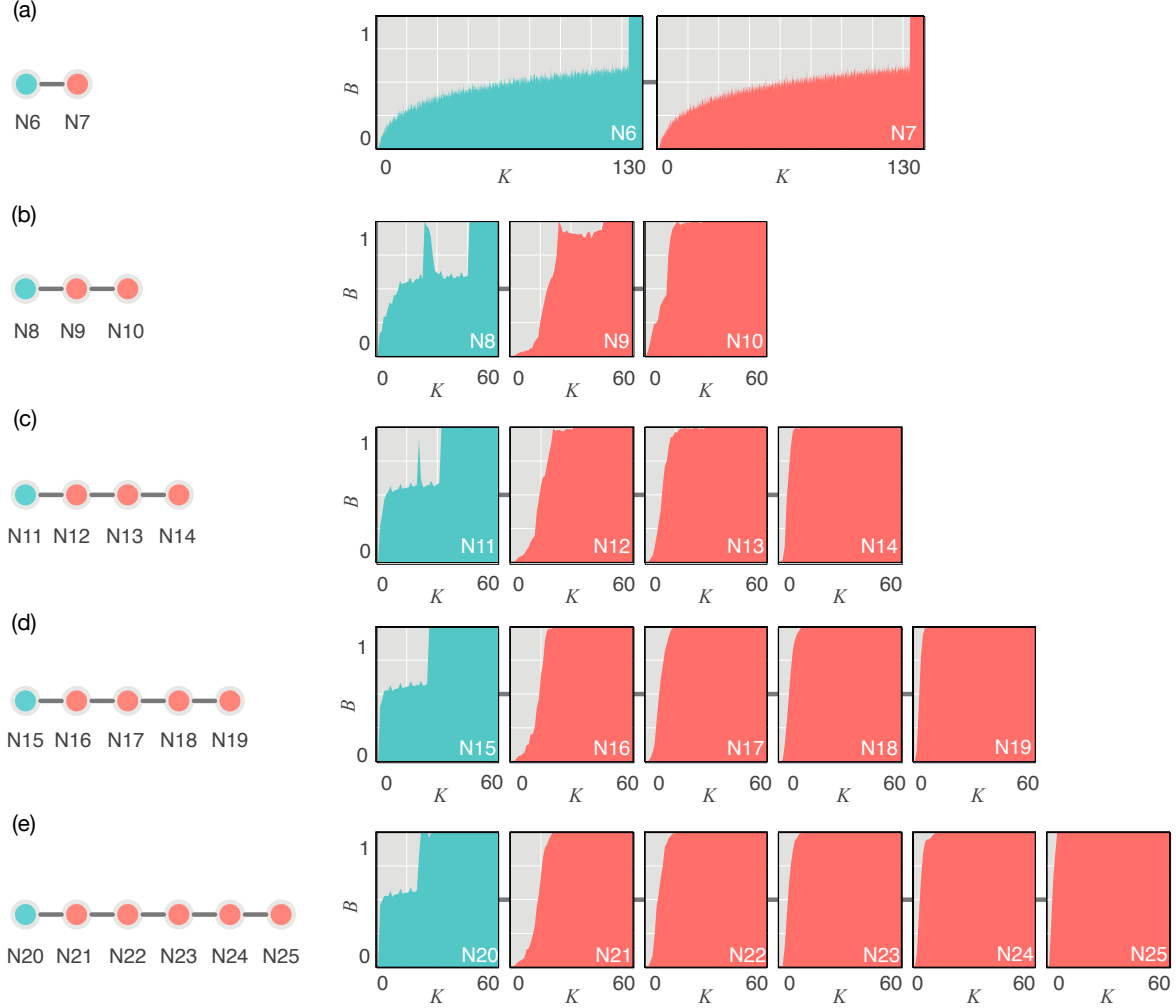 (a)
N6 N7
1
B
0
N6
N7
0 130 0 130
K K
(b)
N8 N9 N10
1
B
0
N8 N9 N10
0 60 0 60 0 60
K K K
(c)
N11 N12 N13 N14
1
B
0
N11 N12 N13 N14
0 60 0 60 0 60 0 60
K K K K
(d)
N15 N16 N17 N18 N19
1
B
0
N15 N16 N17 N18 N19
0 60 0 60 0 60 0 60 0 60
K K K K K
(e)
N20 N21 N22 N23 N24 N25
1
B
0
N20 N21 N22 N23 N24 N25
0 60 0 60 0 60 0 60 0 60 0 60
K K K K K K